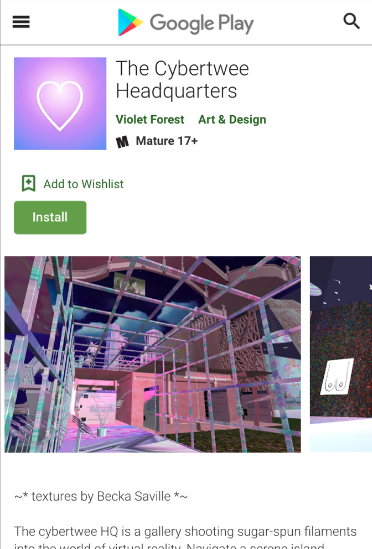 Google Play
The Cybertwee
Headquarters
Violet Forest Art & Design
M Mature 17+
Add to Wishlist
Install
~* textures by Becka Saville *~
The cybertwee HQ is a gallery shooting sugar-spun filaments
into the world of virtual reality. Navigate a serene island